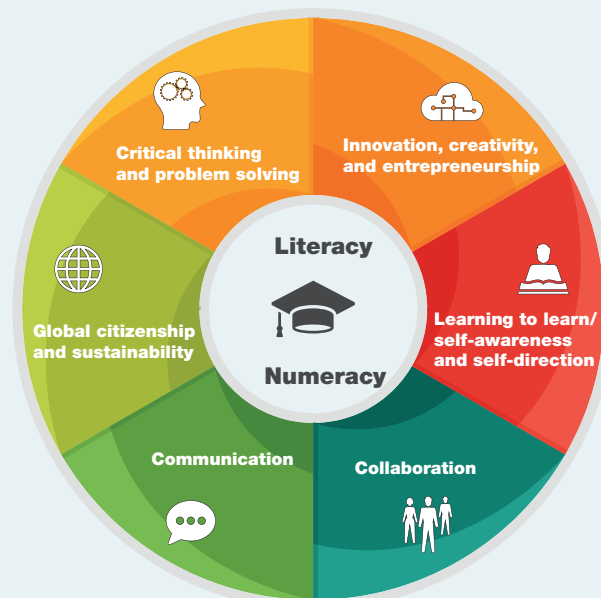 Critical thinking
and problem solving
Innovation, creativity,
and entrepreneurship
Literacy
Numeracy
Global citizenship
and sustainability
Learning to learn/
self-awareness
and self-direction
Communication
Collaboration